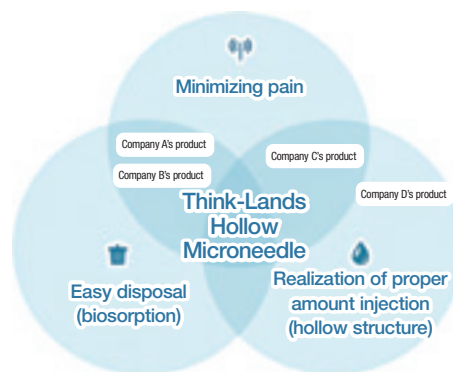 Minimizing pain
Company A's product
Company B's product
Company C's product
Company D's product
Think-Lands
Hollow
Microneedle
Easy disposal
(biosorption)
Realization of proper
amount injection
(hollow structure)